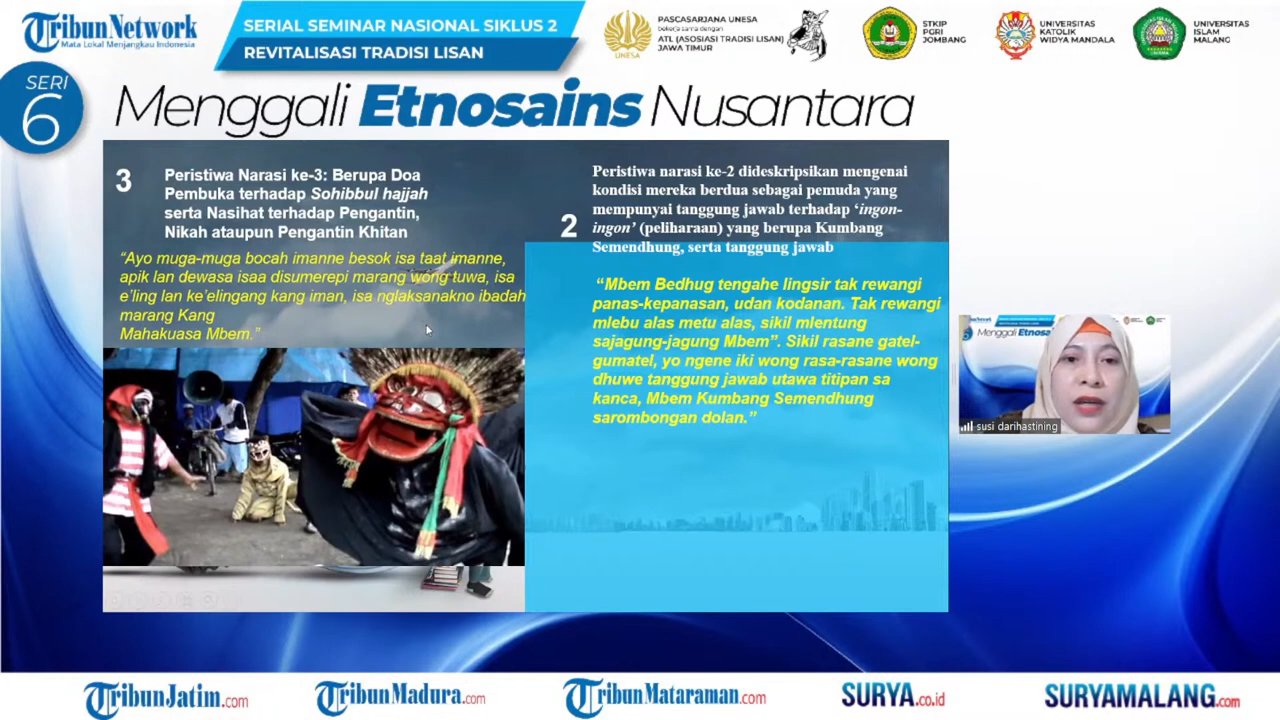 Tribun Network
Mata Lokal Menjangkau Indonesia
SERIAL SEMINAR NASIONAL SIKLUS 2
REVITALISASI TRADISI LISAN
UNESA
PASCASARJANA UNESA
bekerja sama dengan
ATL (ASOSIASI TRADISI LISAN)
JAWA TIMUR
STKIP
PGRI
JOMBANG
UNIVERSITAS
KATOLIK
WIDYA MANDALA
UNIVERSITAS
ISLAM
MALANG
SERI
6
Menggali Etnosains Nusantara
3
Peristiwa Narasi ke-3: Berupa Doa
Pembuka terhadap Sohibbul hajjah
serta Nasihat terhadap Pengantin,
Nikah ataupun Pengantin Khitan
“Ayo muga-muga bocah imanne besok isa taat imanne,
apik lan dewasa isaa disumerepi marang wong tuwa, isa
e’ling lan ke’elingang kang iman, isa nglaksanakno ibadah
marang Kang
Mahakuasa Mbem.”
2
Peristiwa narasi ke-2 dideskripsikan mengenai
kondisi mereka berdua sebagai pemuda yang
mempunyai tanggung jawab terhadap ‘ingon-
ingon’ (peliharaan) yang berupa Kumbang
Semendhung, serta tanggung jawab
“Mbem Bedhug tengahe lingsir tak rewangi
panas-kepanasan, udan kodanan. Tak rewangi
mlebu alas metu alas, sikil mlentung
sajagung-jagung Mbem”. Sikil rasane gatel-
gumatel, yo ngene iki wong rasa-rasane wong
dhuwe tanggung jawab utawa titipan sa
kanca, Mbem Kumbang Semendhung
sarombongan dolan.”
Menggali Etnosains
susi darihastining
TribunJatim.com
TribunMadura.com
TribunMataraman.com
SURYA.co.id
SURYAMALANG.com